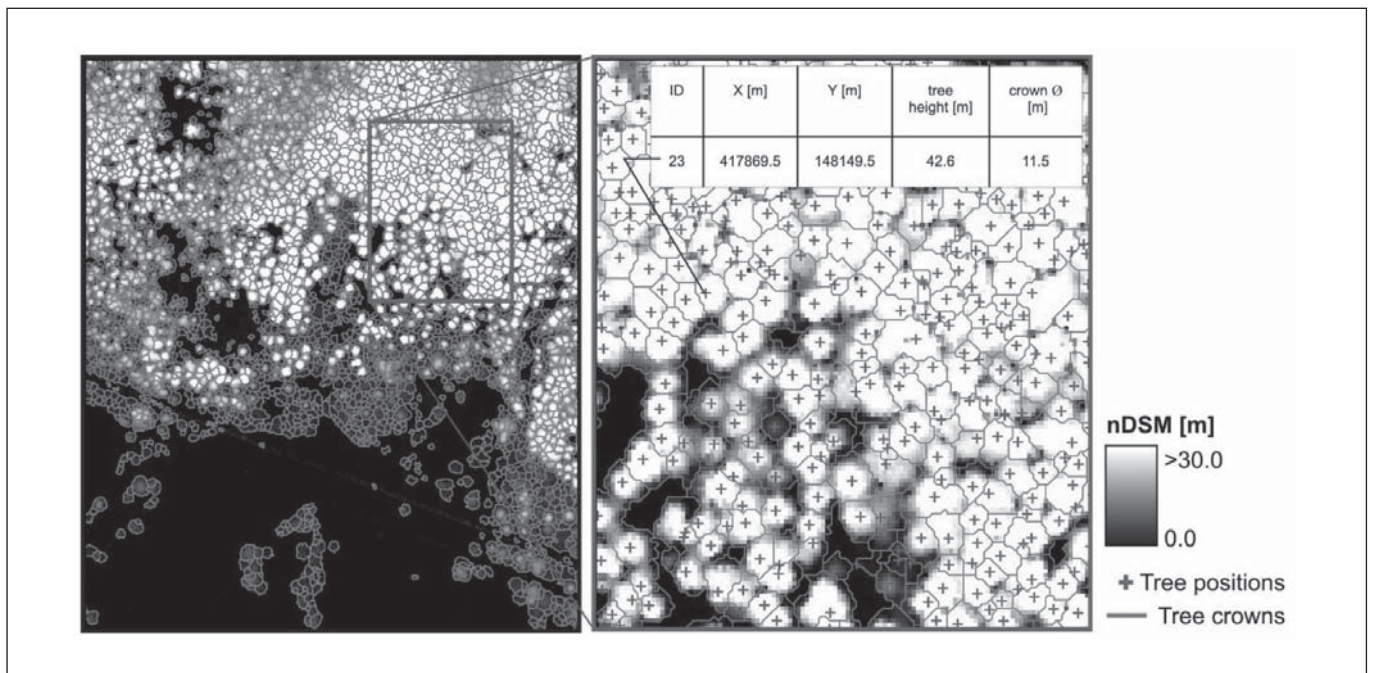 ID X [m] Y [m] tree height [m] crown Ø [m]
23 417869.5 148149.5 42.6 11.5
nDSM [m]
>30.0
0.0
Tree positions
Tree crowns